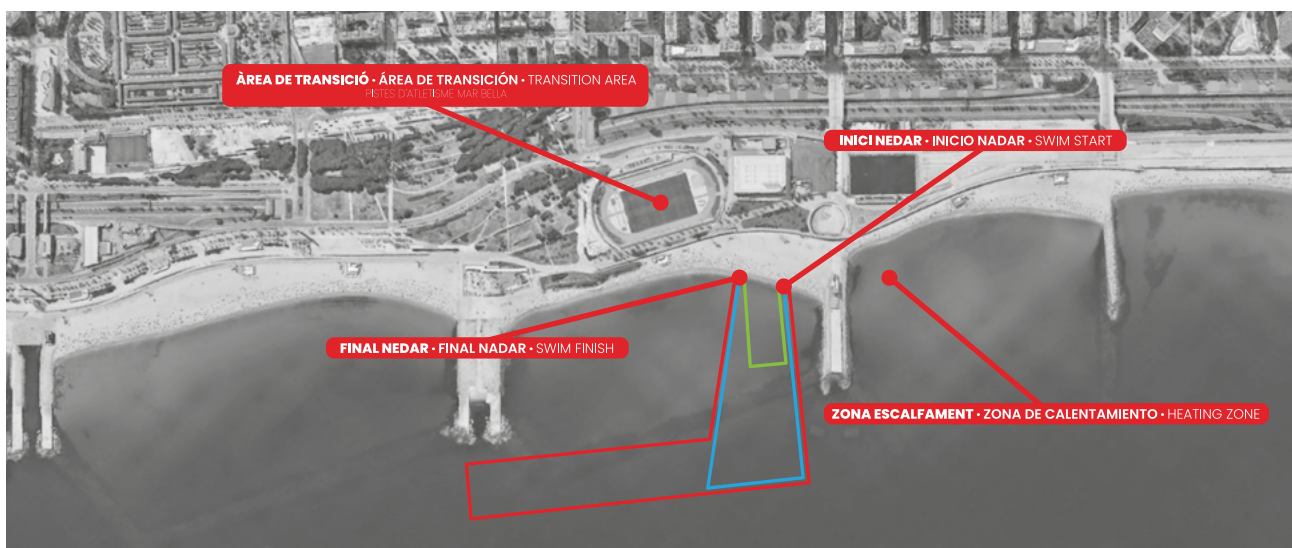 ÀREA DE TRANSICIÓ • ÁREA DE TRANSICIÓN • TRANSITION AREA
PISTES D'ATLETISME MAR BELLA
INICI NEDAR • INICIO NADAR • SWIM START
FINAL NEDAR • FINAL NADAR • SWIM FINISH
ZONA ESCALFAMENT • ZONA DE CALENTAMIENTO • HEATING ZONE